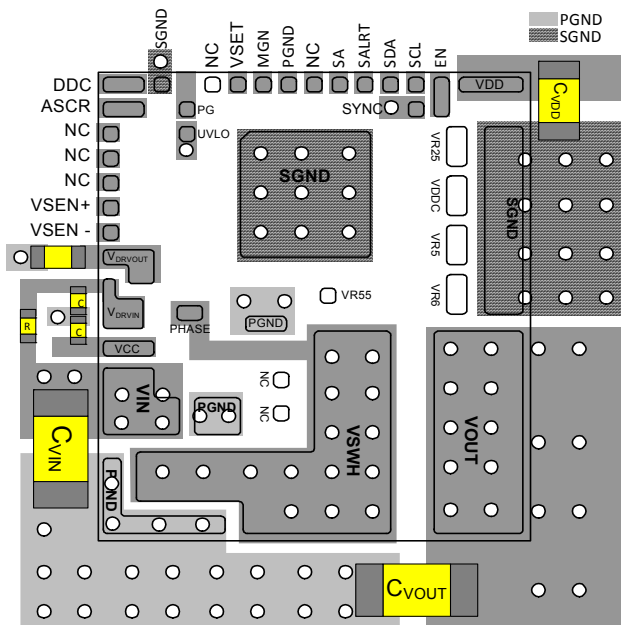 PGND
SGND
SGND
NC
VSET
MGN
PGND
NC
SA
SALRT
SDA
SCL
EN
VDD
CVDD
DDC
ASCR
NC
NC
NC
VSEN+
VSEN -
PG
UVLO
SYNC
SGND
VR25
VDDC
VR5
VR6
SGND
VDRVOUT
VDRVIN
C
C
R
VCC
PHASE
PGND
VR55
VIN
PGND
NC
NC
VSWH
VOUT
CVIN
PGND
CVOUT